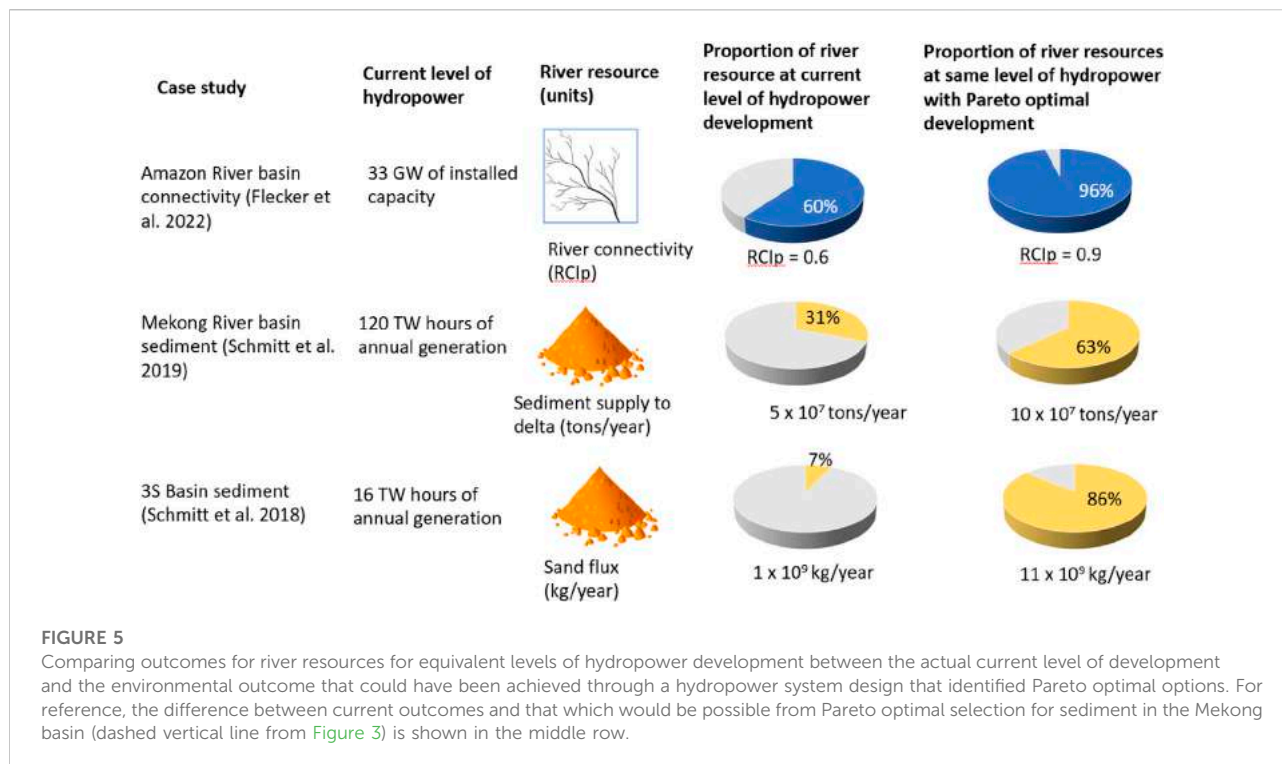 Case study
Current level of
hydropower
River resource
(units)
Proportion of river
resource at current
level of hydropower
development
Proportion of river resources
at same level of hydropower
with Pareto optimal
development
Amazon River basin
connectivity (Flecker et
al. 2022)
33 GW of installed
capacity
River connectivity
(RCIp)
60%
RCIp = 0.6
96%
RCIp = 0.9
Mekong River basin
sediment (Schmitt et al.
2019)
120 TW hours of
annual generation
Sediment supply to
delta (tons/year)
31%
5 x 10⁷ tons/year
63%
10 x 10⁷ tons/year
3S Basin sediment
(Schmitt et al. 2018)
16 TW hours of
annual generation
Sand flux
(kg/year)
7%
1 x 10⁹ kg/year
86%
11 x 10⁹ kg/year
FIGURE 5
Comparing outcomes for river resources for equivalent levels of hydropower development between the actual current level of development
and the environmental outcome that could have been achieved through a hydropower system design that identified Pareto optimal options. For
reference, the difference between current outcomes and that which would be possible from Pareto optimal selection for sediment in the Mekong
basin (dashed vertical line from Figure 3) is shown in the middle row.